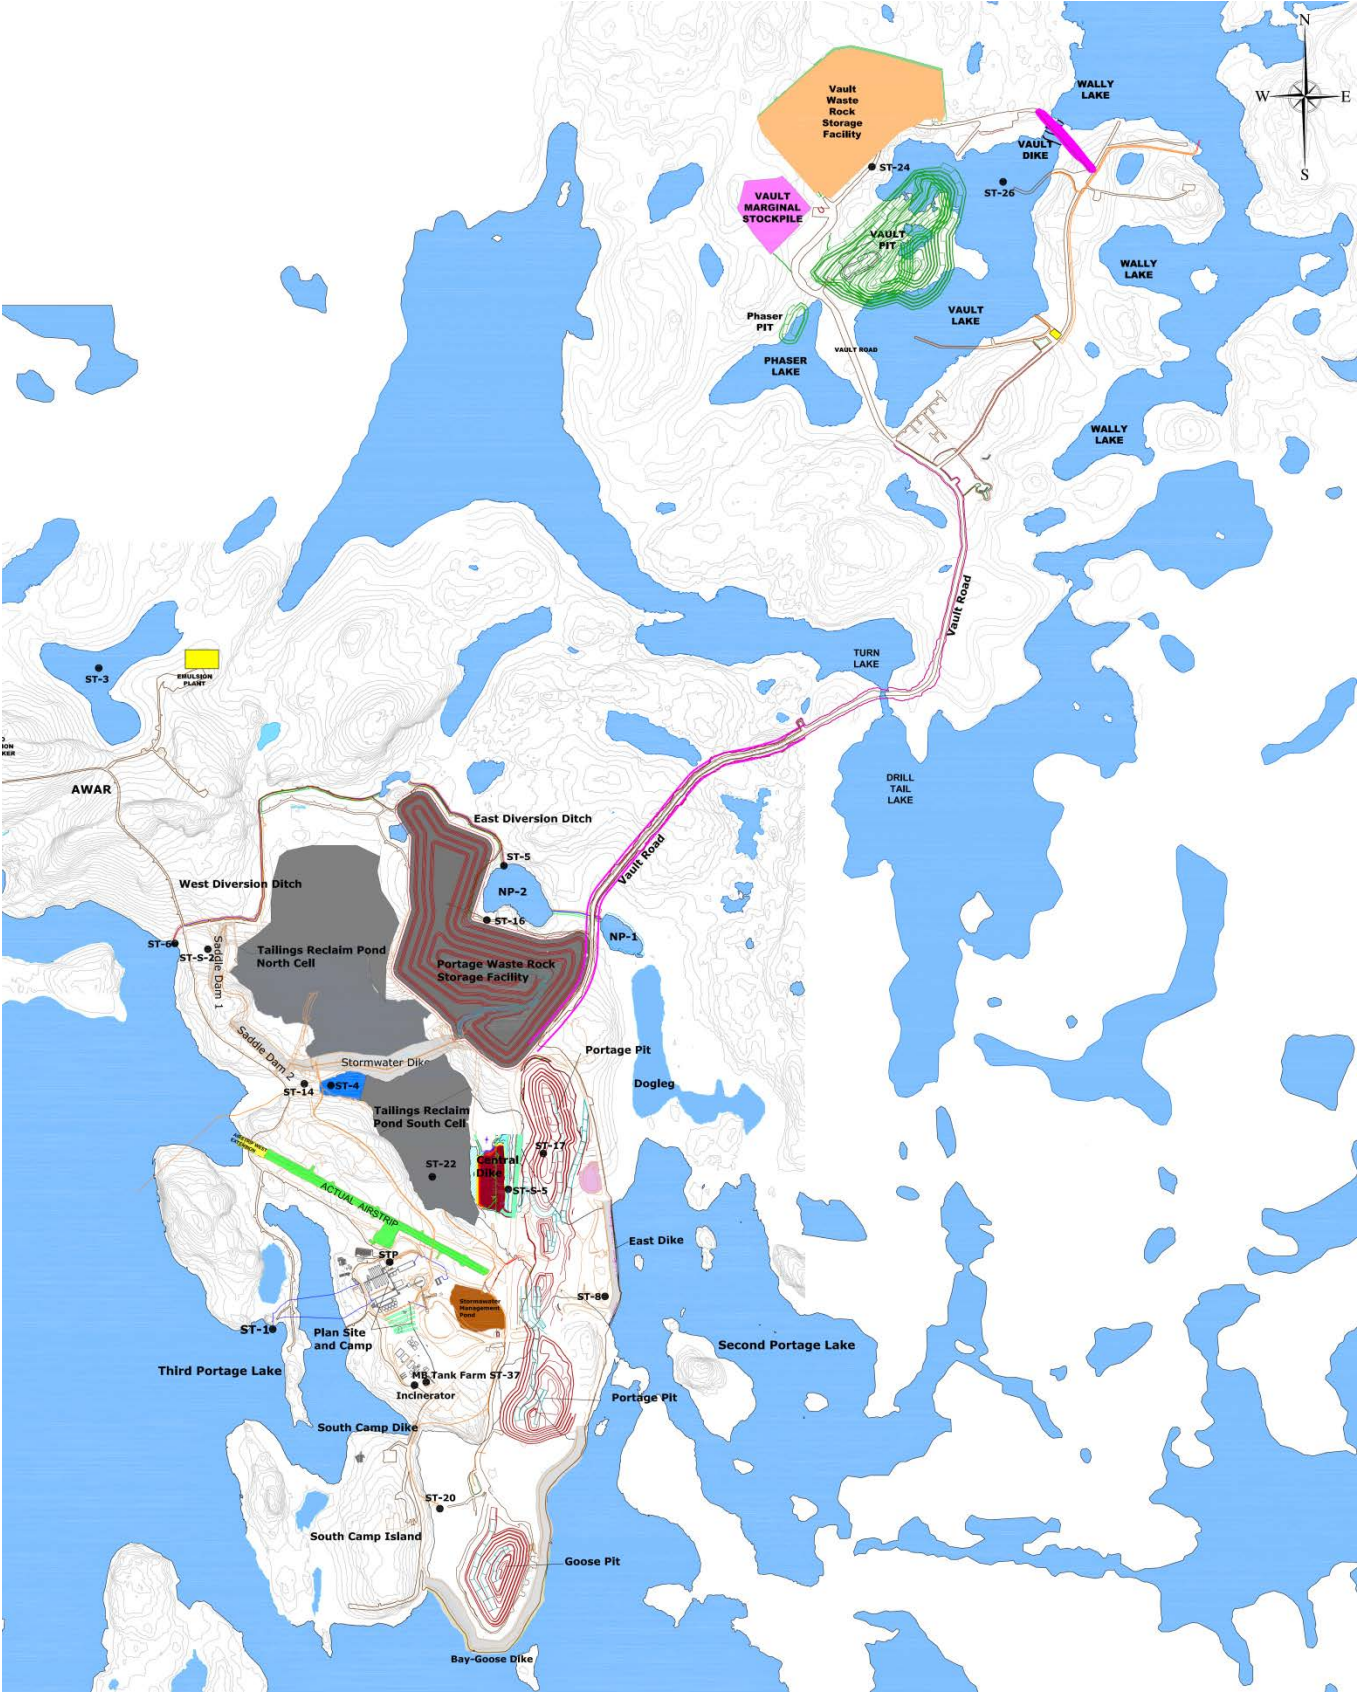 N
W
E
S
WALLY
LAKE
Vault
Waste
Rock
Storage
Facility
VAULT
DIKE
ST-24
ST-26
VAULT
MARGINAL
STOCKPILE
VAULT
PIT
WALLY
LAKE
Phaser
PIT
VAULT
LAKE
VAULT ROAD
PHASER
LAKE
WALLY
LAKE
Vault Road
TURN
LAKE
ST-3
EMULSION
PLANT
AWAR
DRILL
TAIL
LAKE
East Diversion Ditch
Vault Road
ST-5
West Diversion Ditch
NP-2
ST-16
NP-1
ST-6
ST-S-2
Saddle Dam 1
Tailings Reclaim Pond
North Cell
Portage Waste Rock
Storage Facility
Saddle Dam 2
Stormwater Dike
Portage Pit
ST-14
ST-4
Dogleg
Tailings Reclaim
Pond South Cell
AIRSTRIP WEST
EXTENSION
ST-17
Central
Dike
ST-22
ST-S-5
ACTUAL AIRSTRIP
East Dike
STP
ST-8
Stormwater
Management
Pond
ST-1
Plan Site
and Camp
Second Portage Lake
Third Portage Lake
MB Tank Farm ST-37
Incinerator
Portage Pit
South Camp Dike
ST-20
South Camp Island
Goose Pit
Bay-Goose Dike